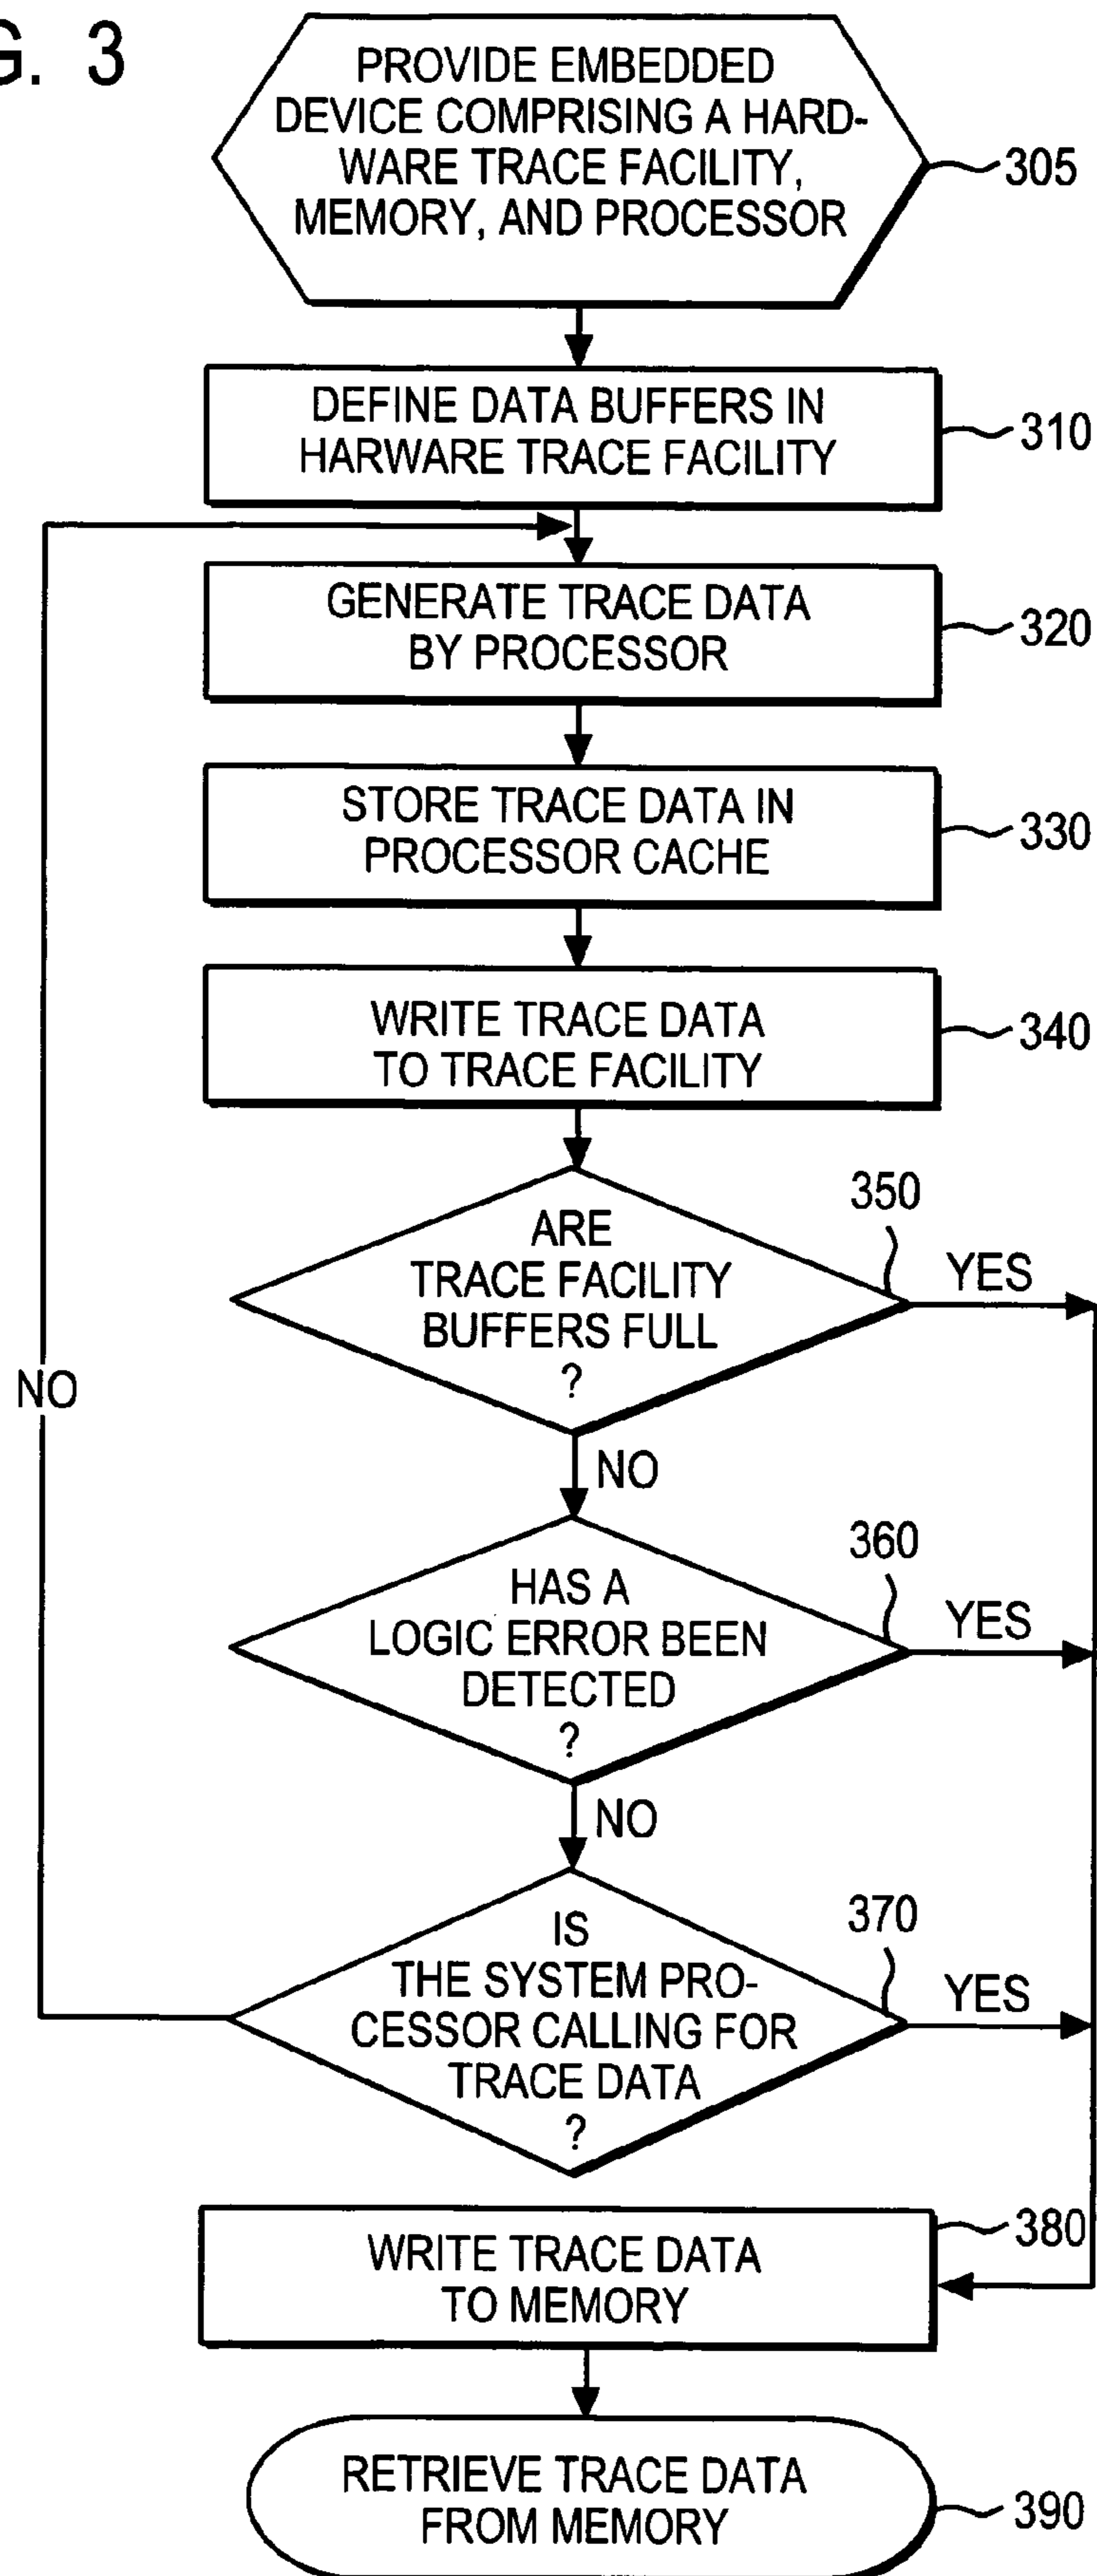 G. 3
PROVIDE EMBEDDED
DEVICE COMPRISING A HARD-
WARE TRACE FACILITY,
MEMORY, AND PROCESSOR
305
DEFINE DATA BUFFERS IN
HARWARE TRACE FACILITY
310
GENERATE TRACE DATA
BY PROCESSOR
320
STORE TRACE DATA IN
PROCESSOR CACHE
330
WRITE TRACE DATA
TO TRACE FACILITY
340
ARE
TRACE FACILITY
BUFFERS FULL
?
350
YES
NO
NO
HAS A
LOGIC ERROR BEEN
DETECTED
?
360
YES
NO
IS
THE SYSTEM PRO-
CESSOR CALLING FOR
TRACE DATA
?
370
YES
WRITE TRACE DATA
TO MEMORY
380
RETRIEVE TRACE DATA
FROM MEMORY
390